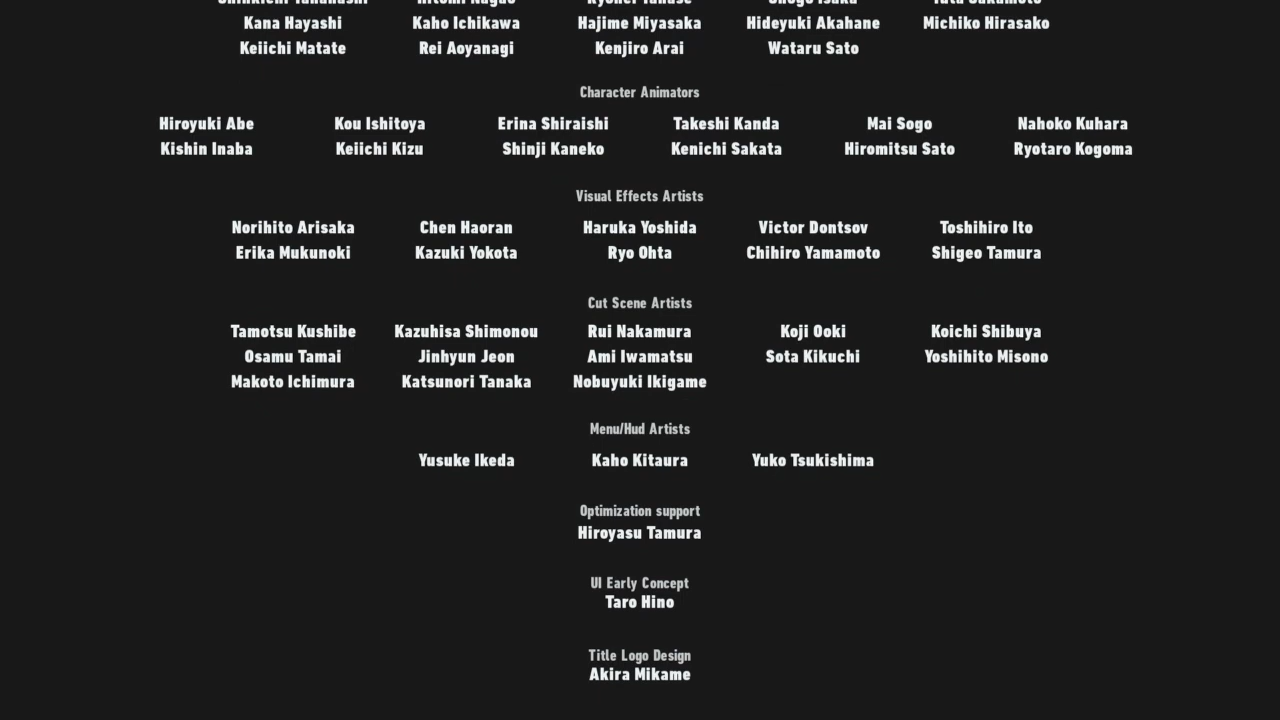 Kana Hayashi Kaho Ichikawa Hajime Miyasaka Hideyuki Akahane Michiko Hirasako
Keiichi Matate Rei Aoyanagi Kenjiro Arai Wataru Sato
Character Animators
Hiroyuki Abe Kou Ishitoya Erina Shiraishi Takeshi Kanda Mai Sogo Nahoko Kuhara
Kishin Inaba Keiichi Kizu Shinji Kaneko Kenichi Sakata Hiromitsu Sato Ryotaro Kogoma
Visual Effects Artists
Norihito Arisaka Chen Haoran Haruka Yoshida Victor Dontsov Toshihiro Ito
Erika Mukunoki Kazuki Yokota Ryo Ohta Chihiro Yamamoto Shigeo Tamura
Cut Scene Artists
Tamotsu Kushibe Kazuhisa Shimonou Rui Nakamura Koji Ooki Koichi Shibuya
Osamu Tamai Jinhyun Jeon Ami Iwamatsu Sota Kikuchi Yoshihito Misono
Makoto Ichimura Katsunori Tanaka Nobuyuki Ikigame
Menu/Hud Artists
Yusuke Ikeda Kaho Kitaura Yuko Tsukishima
Optimization support
Hiroyasu Tamura
UI Early Concept
Taro Hino
Title Logo Design
Akira Mikame